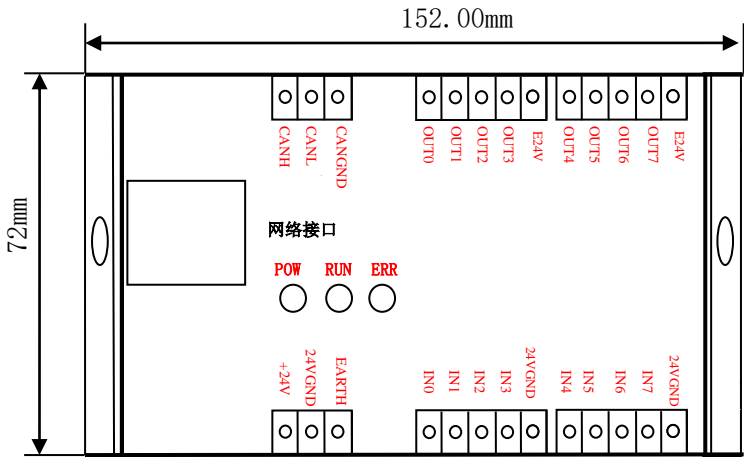 152.00mm
72mm
CANH CANL CANGND
OUT0 OUT1 OUT2 OUT3 E24V
OUT4 OUT5 OUT6 OUT7 E24V
网络接口
POW RUN ERR
+24V 24VGND EARTH
IN0 IN1 IN2 IN3 24VGND
IN4 IN5 IN6 IN7 24VGND